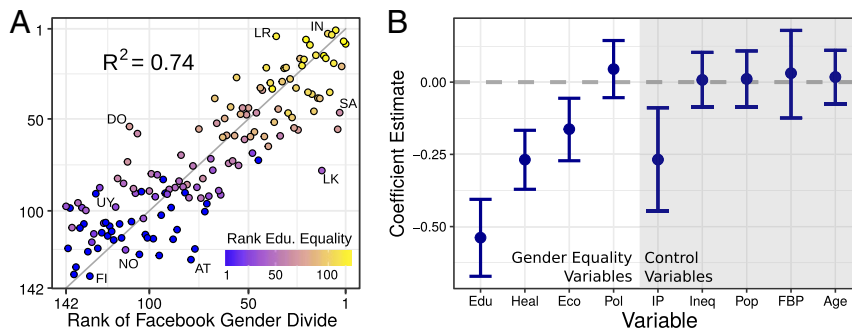 A
B
1
50
100
142
R² = 0.74
LR
IN
DO
SA
LK
UY
NO
AT
FI
Rank Edu. Equality
1 50 100
142 100 50 1
Rank of Facebook Gender Divide
Coefficient Estimate
0.00
−0.25
−0.50
Gender Equality
Variables
Control
Variables
Edu Heal Eco Pol IP Ineq Pop FBP Age
Variable